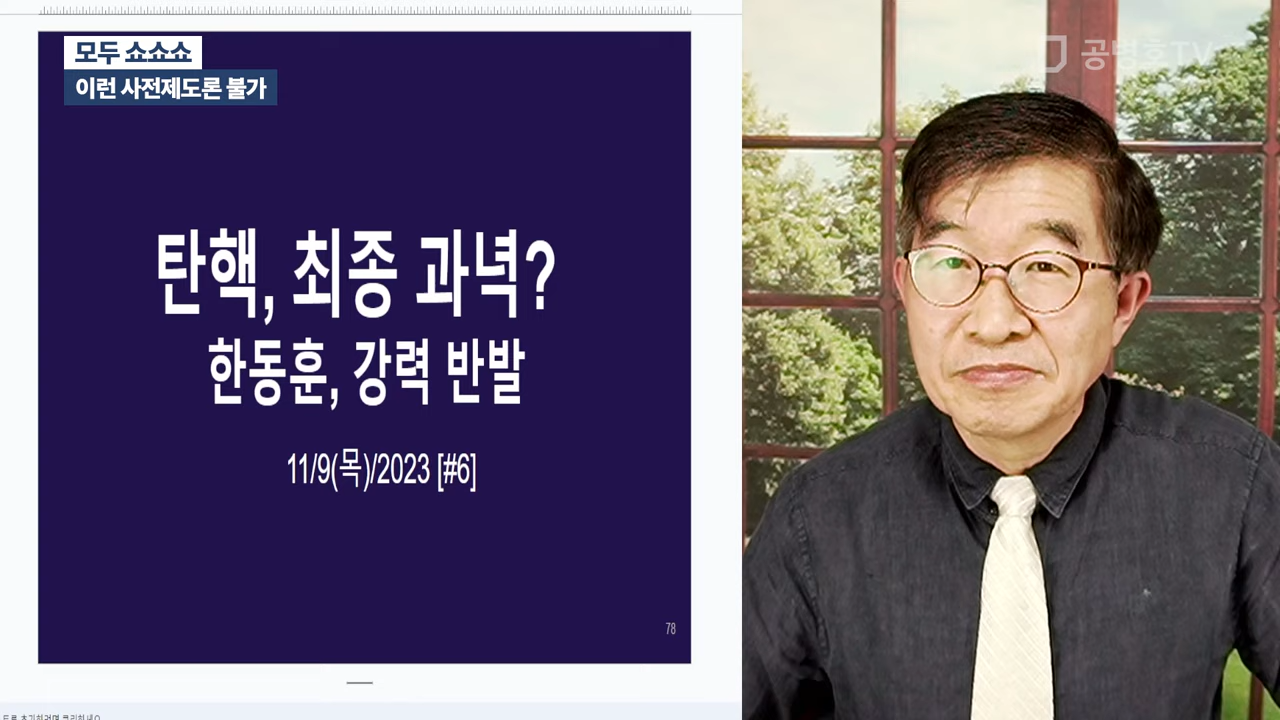 모두 쇼쇼쇼
이런 사전제도론 불가
공병호TV
탄핵, 최종 과녁?
한동훈, 강력 반발
11/9(목)/2023 [#6]
78